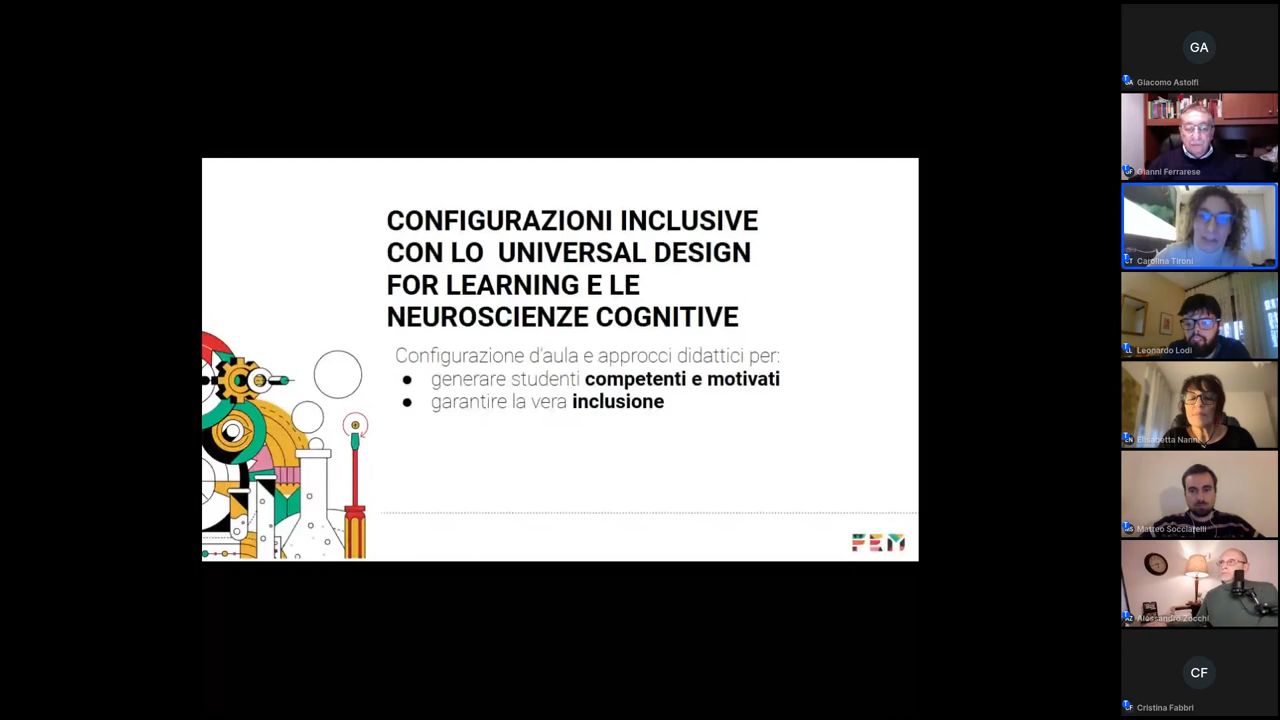 CONFIGURAZIONI INCLUSIVE
CON LO UNIVERSAL DESIGN
FOR LEARNING E LE
NEUROSCIENZE COGNITIVE
Configurazione d'aula e approcci didattici per:
● generare studenti competenti e motivati
● garantire la vera inclusione
FEM
GA
Giacomo Astolfi
Gianni Ferrarese
Carolina Tironi
Leonardo Lodi
Elisabetta Nanni
Matteo Socciarelli
Alessandro Zocchi
CF
Cristina Fabbri